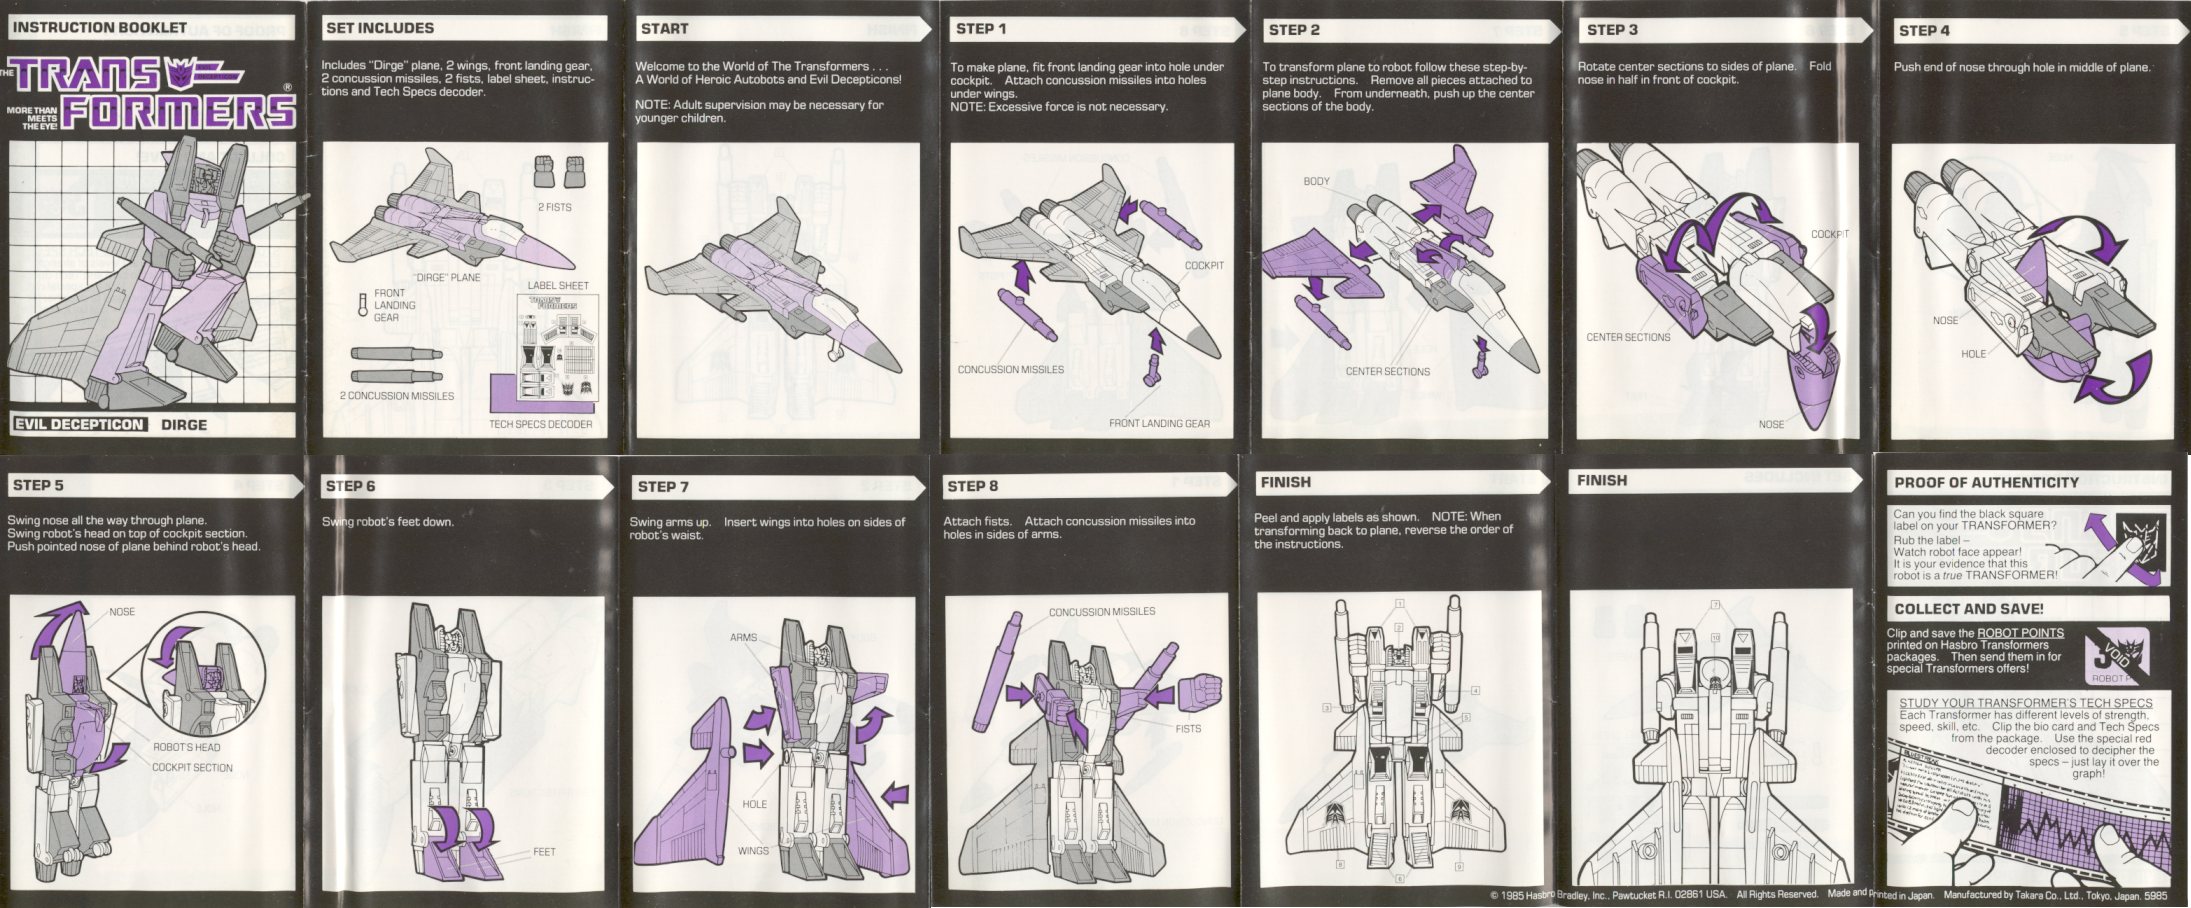 INSTRUCTION BOOKLET
THE TRANS
FORMERS
®
MORE THAN
MEETS
THE EYE!
EVIL DECEPTICON DIRGE
SET INCLUDES
Includes "Dirge" plane, 2 wings, front landing gear,
2 concussion missiles, 2 fists, label sheet, instruc-
tions and Tech Specs decoder.
2 FISTS
"DIRGE" PLANE
FRONT
LANDING
GEAR
LABEL SHEET
TRANS
FORMERS
2 CONCUSSION MISSILES
TECH SPECS DECODER
START
Welcome to the World of The Transformers . . .
A World of Heroic Autobots and Evil Decepticons!
NOTE: Adult supervision may be necessary for
younger children.
STEP 1
To make plane, fit front landing gear into hole under
cockpit. Attach concussion missiles into holes
under wings.
NOTE: Excessive force is not necessary.
COCKPIT
CONCUSSION MISSILES
FRONT LANDING GEAR
STEP 2
To transform plane to robot follow these step-by-
step instructions. Remove all pieces attached to
plane body. From underneath, push up the center
sections of the body.
BODY
CENTER SECTIONS
STEP 3
Rotate center sections to sides of plane. Fold
nose in half in front of cockpit.
COCKPIT
CENTER SECTIONS
NOSE
STEP 4
Push end of nose through hole in middle of plane.
NOSE
HOLE
STEP 5
Swing nose all the way through plane.
Swing robot's head on top of cockpit section.
Push pointed nose of plane behind robot's head.
NOSE
ROBOT'S HEAD
COCKPIT SECTION
STEP 6
Swing robot's feet down.
FEET
STEP 7
Swing arms up. Insert wings into holes on sides of
robot's waist.
ARMS
HOLE
WINGS
STEP 8
Attach fists. Attach concussion missiles into
holes in sides of arms.
CONCUSSION MISSILES
FISTS
FINISH
Peel and apply labels as shown. NOTE: When
transforming back to plane, reverse the order of
the instructions.
1
2
3
4
5
8
6
9
FINISH
7
10
PROOF OF AUTHENTICITY
Can you find the black square
label on your TRANSFORMER?
Rub the label –
Watch robot face appear!
It is your evidence that this
robot is a true TRANSFORMER!
COLLECT AND SAVE!
Clip and save the ROBOT POINTS
printed on Hasbro Transformers
packages. Then send them in for
special Transformers offers!
VOID
ROBOT P
STUDY YOUR TRANSFORMER'S TECH SPECS
Each Transformer has different levels of strength,
speed, skill, etc. Clip the bio card and Tech Specs
from the package. Use the special red
decoder enclosed to decipher the
specs – just lay it over the
graph!
© 1985 Hasbro Bradley, Inc., Pawtucket R.I. 02861 USA. All Rights Reserved. Made and Printed in Japan. Manufactured by Takara Co., Ltd., Tokyo, Japan. 5985